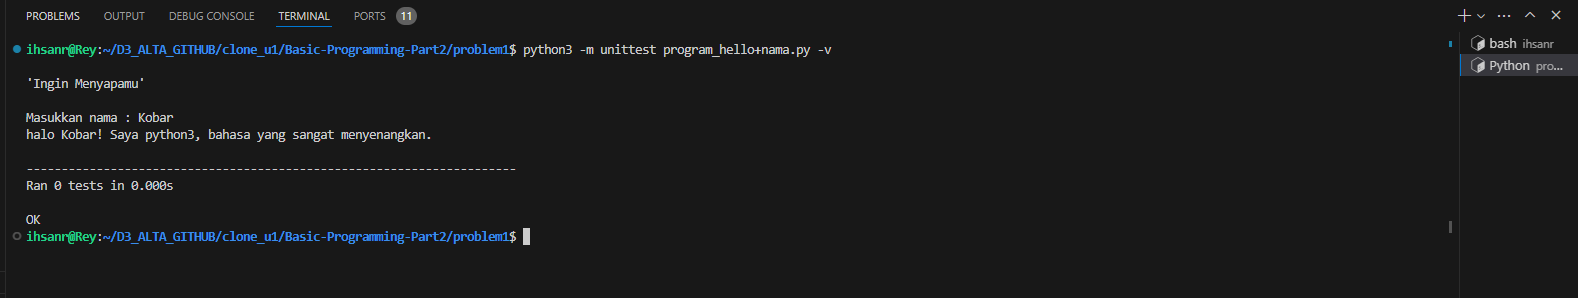 PROBLEMS OUTPUT DEBUG CONSOLE TERMINAL PORTS 11
ihsanr@Rey:~/D3_ALTA_GITHUB/clone_u1/Basic-Programming-Part2/problem1$ python3 -m unittest program_hello+nama.py -v
'Ingin Menyapamu'
Masukkan nama : Kobar
halo Kobar! Saya python3, bahasa yang sangat menyenangkan.
----------------------------------------------------------------------
Ran 0 tests in 0.000s
OK
ihsanr@Rey:~/D3_ALTA_GITHUB/clone_u1/Basic-Programming-Part2/problem1$
bash ihsanr
Python pro...